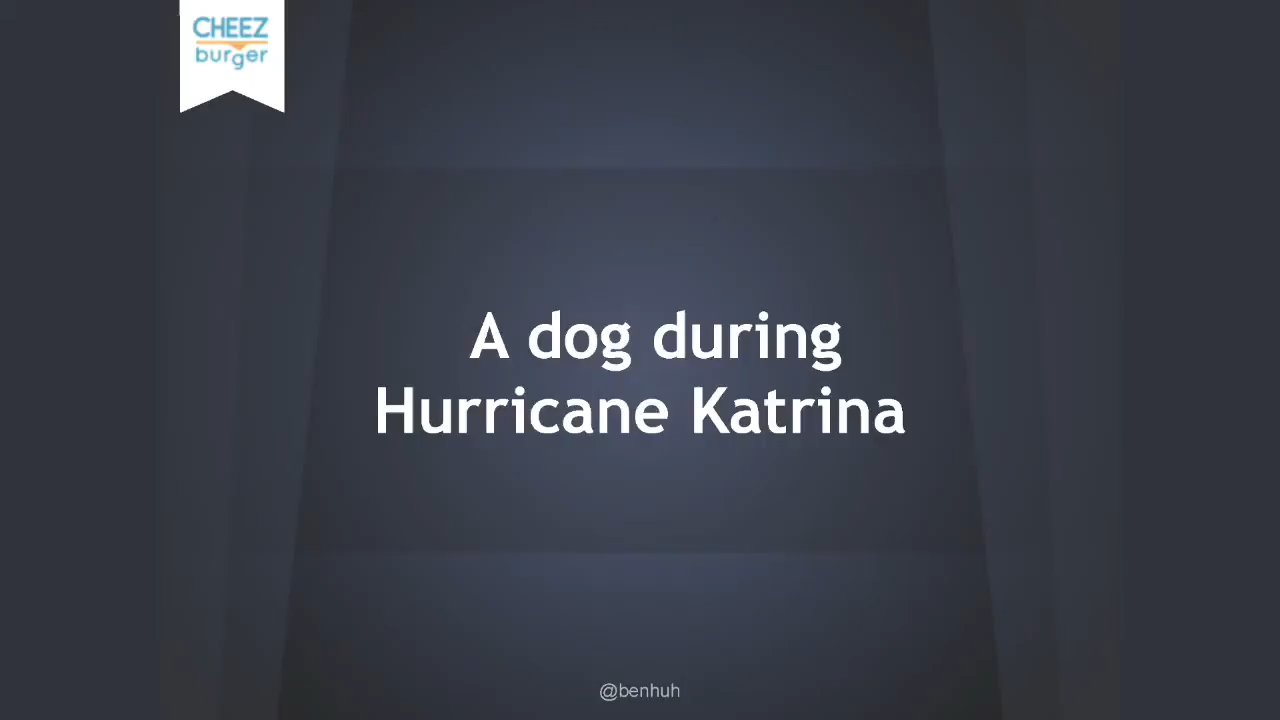 CHEEZ
burger
A dog during
Hurricane Katrina
@benhuh